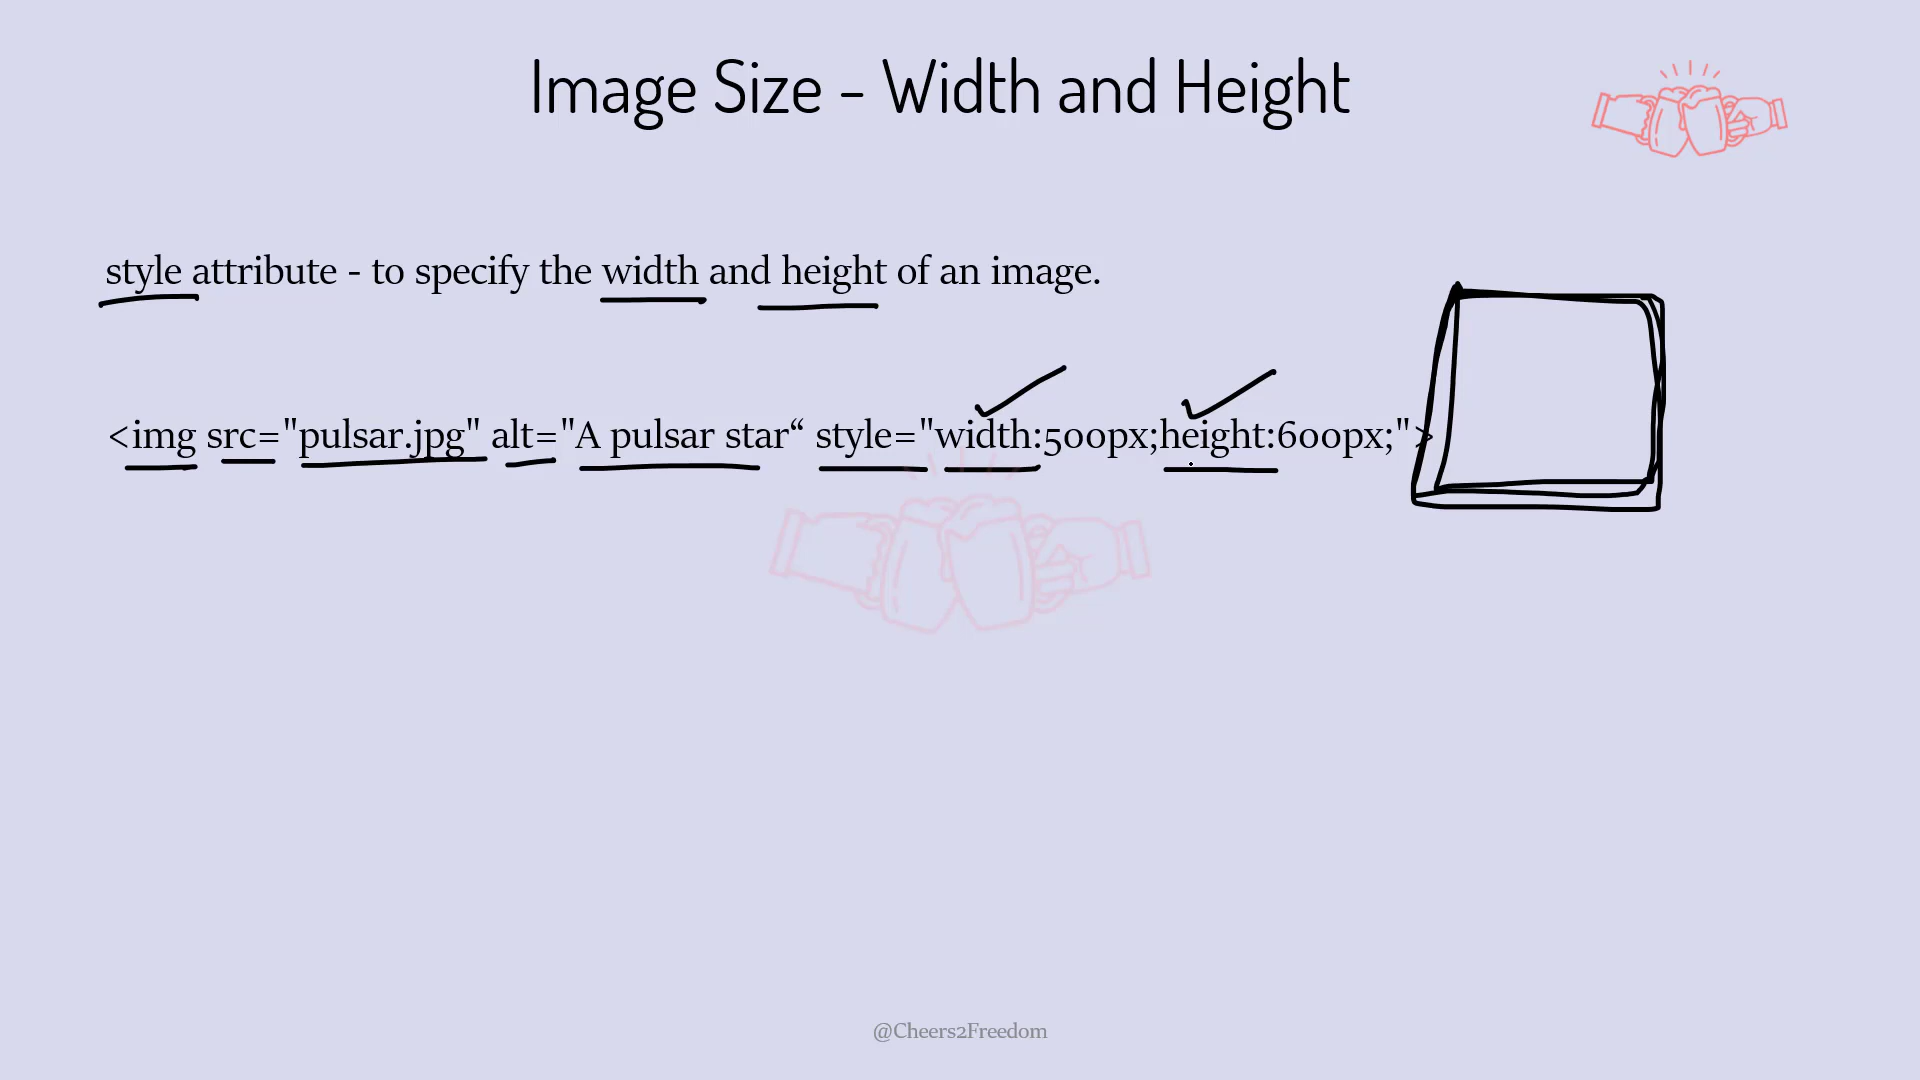 Image Size - Width and Height
style attribute - to specify the width and height of an image.
<img src="pulsar.jpg" alt="A pulsar star“ style="width:500px;height:600px;">
@Cheers2Freedom